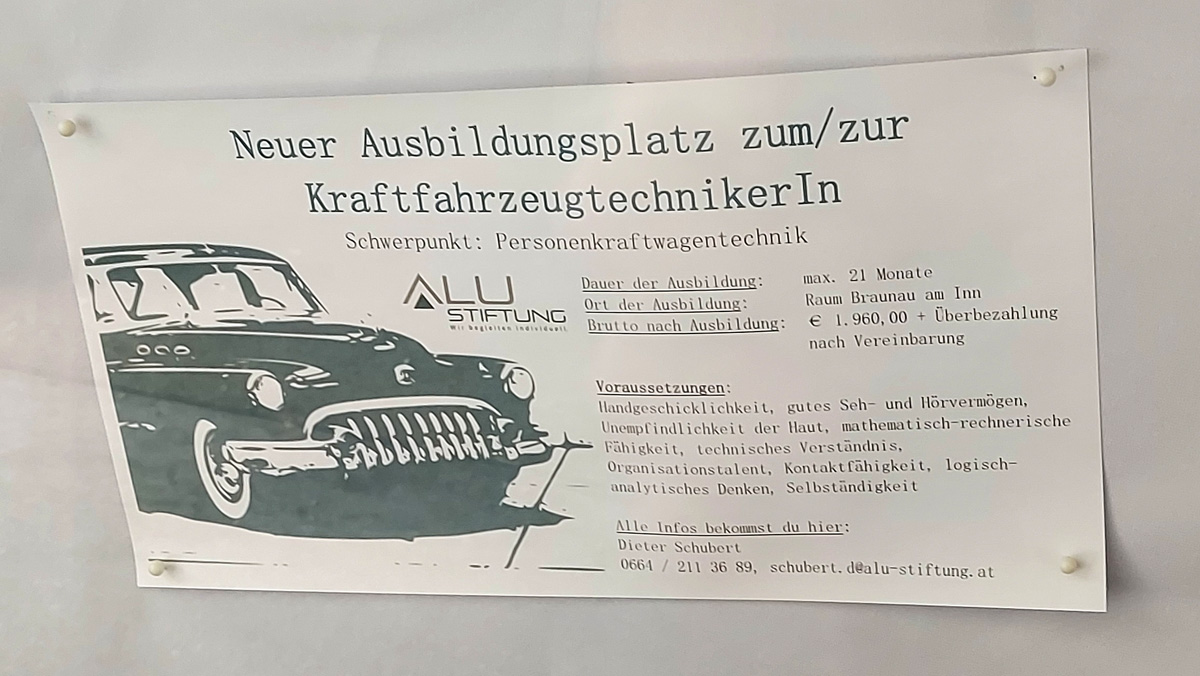 Neuer Ausbildungsplatz zum/zur
KraftfahrzeugtechnikerIn
Schwerpunkt: Personenkraftwagentechnik
ALU
STIFTUNG
Wir begleiten individuell.
Dauer der Ausbildung: max. 21 Monate
Ort der Ausbildung: Raum Braunau am Inn
Brutto nach Ausbildung: € 1.960,00 + Überbezahlung
nach Vereinbarung
Voraussetzungen:
Handgeschicklichkeit, gutes Seh- und Hörvermögen,
Unempfindlichkeit der Haut, mathematisch-rechnerische
Fähigkeit, technisches Verständnis,
Organisationstalent, Kontaktfähigkeit, logisch-
analytisches Denken, Selbständigkeit
Alle Infos bekommst du hier:
Dieter Schubert
0664 / 211 36 89, schubert.d@alu-stiftung.at